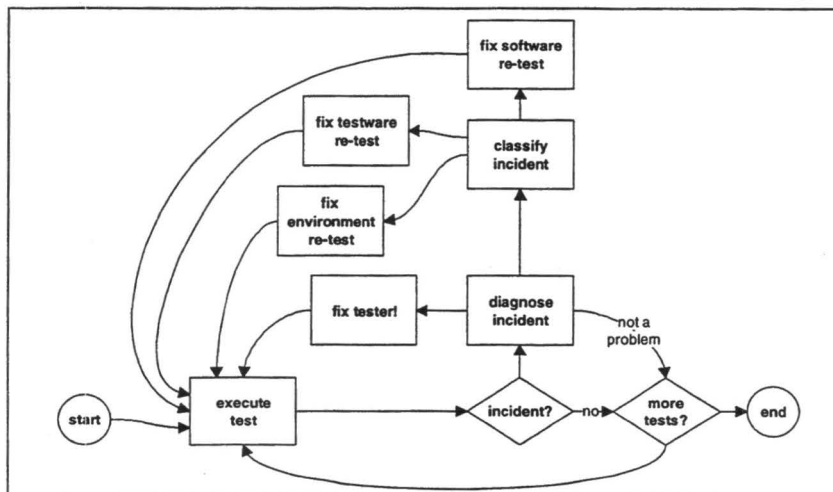 fix software
re-test
fix testware
re-test
classify
incident
fix
environment
re-test
fix tester!
diagnose
incident
not a
problem
start
execute
test
incident?
no
more
tests?
end